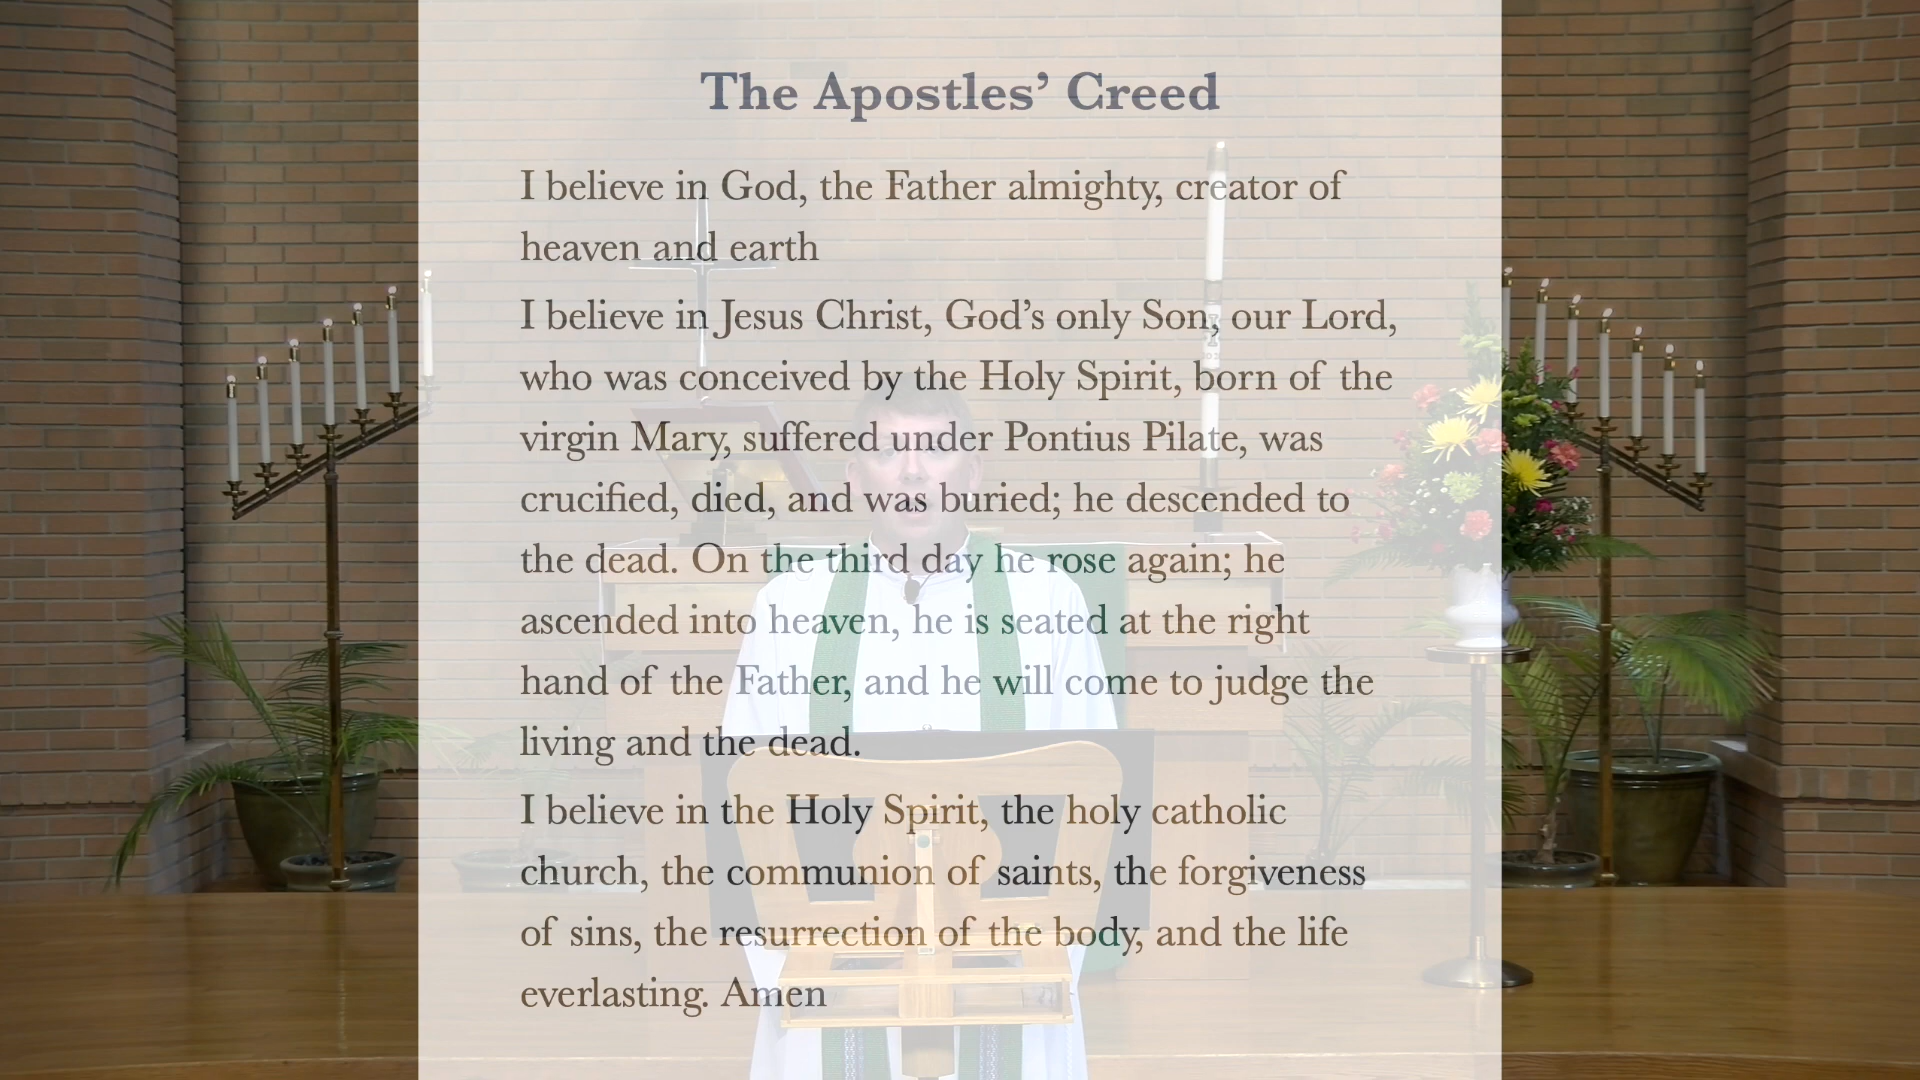 The Apostles’ Creed
I believe in God, the Father almighty, creator of
heaven and earth
I believe in Jesus Christ, God’s only Son, our Lord,
who was conceived by the Holy Spirit, born of the
virgin Mary, suffered under Pontius Pilate, was
crucified, died, and was buried; he descended to
the dead. On the third day he rose again; he
ascended into heaven, he is seated at the right
hand of the Father, and he will come to judge the
living and the dead.
I believe in the Holy Spirit, the holy catholic
church, the communion of saints, the forgiveness
of sins, the resurrection of the body, and the life
everlasting. Amen